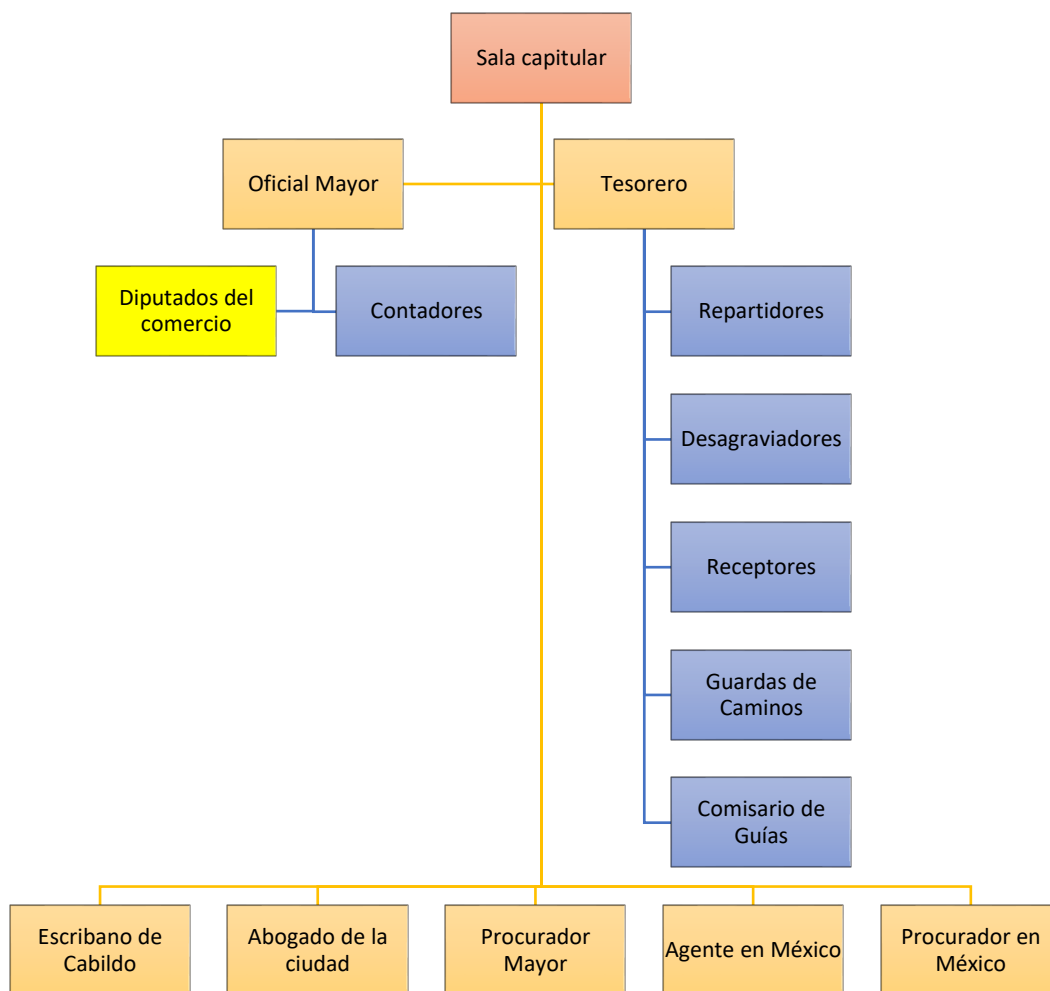 Sala capitular
Oficial Mayor
Tesorero
Diputados del
comercio
Contadores
Repartidores
Desagraviadores
Receptores
Guardas de
Caminos
Comisario de
Guías
Escribano de
Cabildo
Abogado de la
ciudad
Procurador
Mayor
Agente en México
Procurador en
México